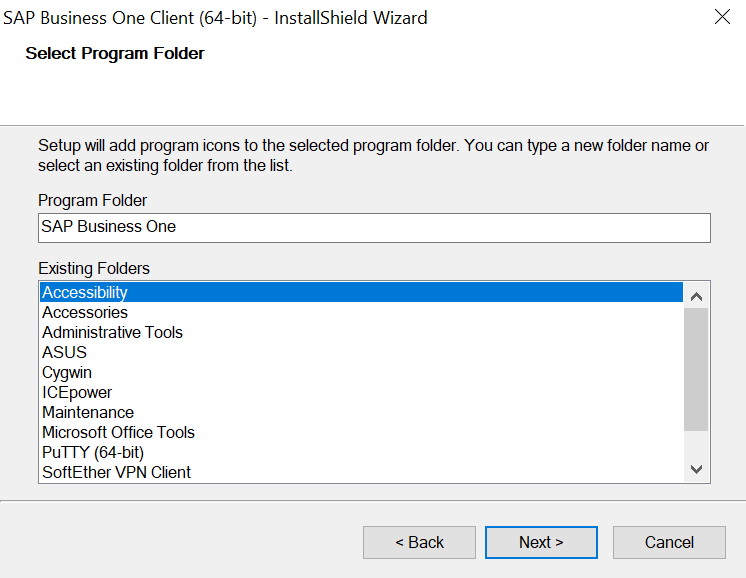 SAP Business One Client (64-bit) - InstallShield Wizard
Select Program Folder
Setup will add program icons to the selected program folder. You can type a new folder name or
select an existing folder from the list.
Program Folder
SAP Business One
Existing Folders
Accessibility
Accessories
Administrative Tools
ASUS
Cygwin
ICEpower
Maintenance
Microsoft Office Tools
PuTTY (64-bit)
SoftEther VPN Client
< Back Next > Cancel